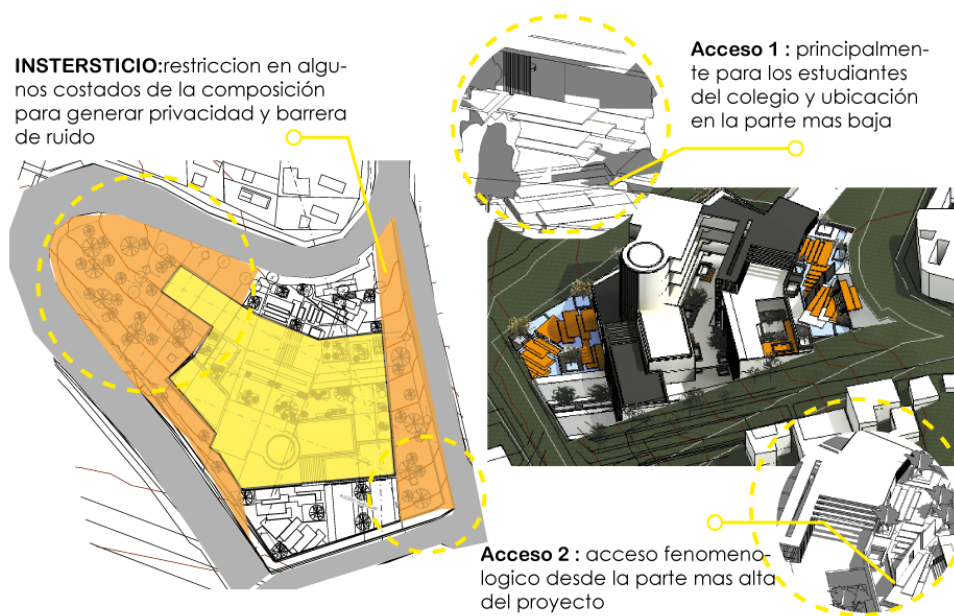 INSTERSTICIO:restriccion en algu-
nos costados de la composición
para generar privacidad y barrera
de ruido
Acceso 1 : principalmen-
te para los estudiantes
del colegio y ubicación
en la parte mas baja
Acceso 2 : acceso fenomeno-
logico desde la parte mas alta
del proyecto